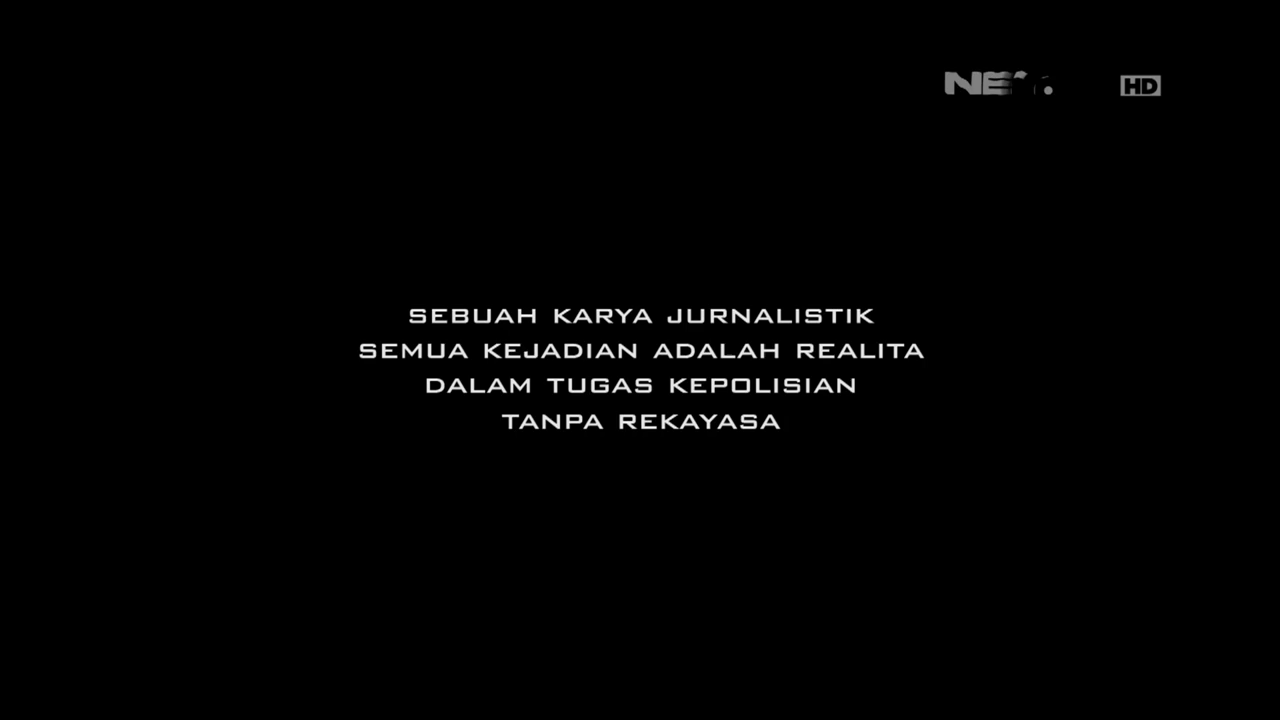 HD
SEBUAH KARYA JURNALISTIK
SEMUA KEJADIAN ADALAH REALITA
DALAM TUGAS KEPOLISIAN
TANPA REKAYASA